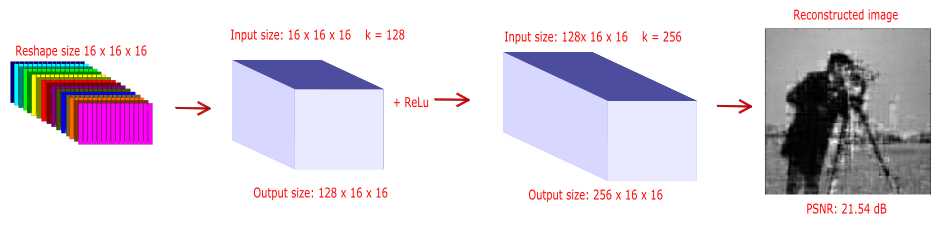 Reshape size 16 x 16 x 16
Input size: 16 x 16 x 16 k = 128
Output size: 128 x 16 x 16
+ ReLu
Input size: 128x 16 x 16 k = 256
Output size: 256 x 16 x 16
Reconstructed image
PSNR: 21.54 dB